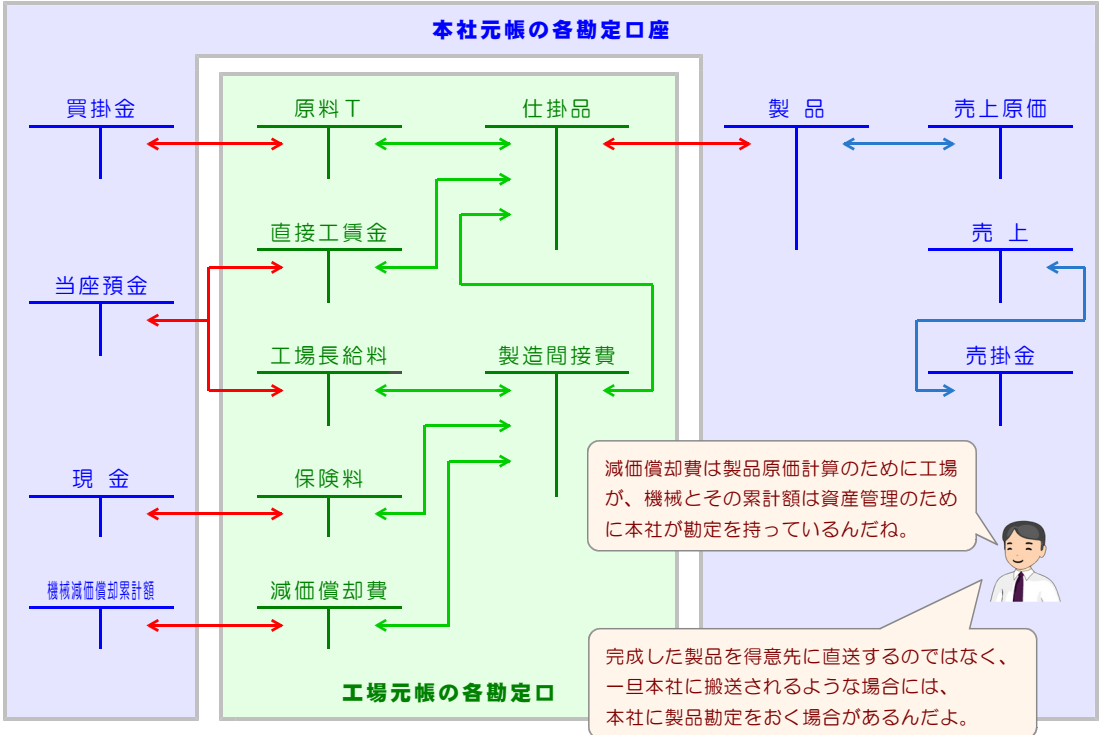 本社元帳の各勘定口座
買掛金
原料T
仕掛品
製 品
売上原価
直接工賃金
売 上
当座預金
工場長給料
製造間接費
売掛金
現 金
保険料
減価償却費は製品原価計算のために工場
が、機械とその累計額は資産管理のため
に本社が勘定を持っているんだね。
機械減価償却累計額
減価償却費
完成した製品を得意先に直送するのではなく、
一旦本社に搬送されるような場合には、
本社に製品勘定をおく場合があるんだよ。
工場元帳の各勘定口